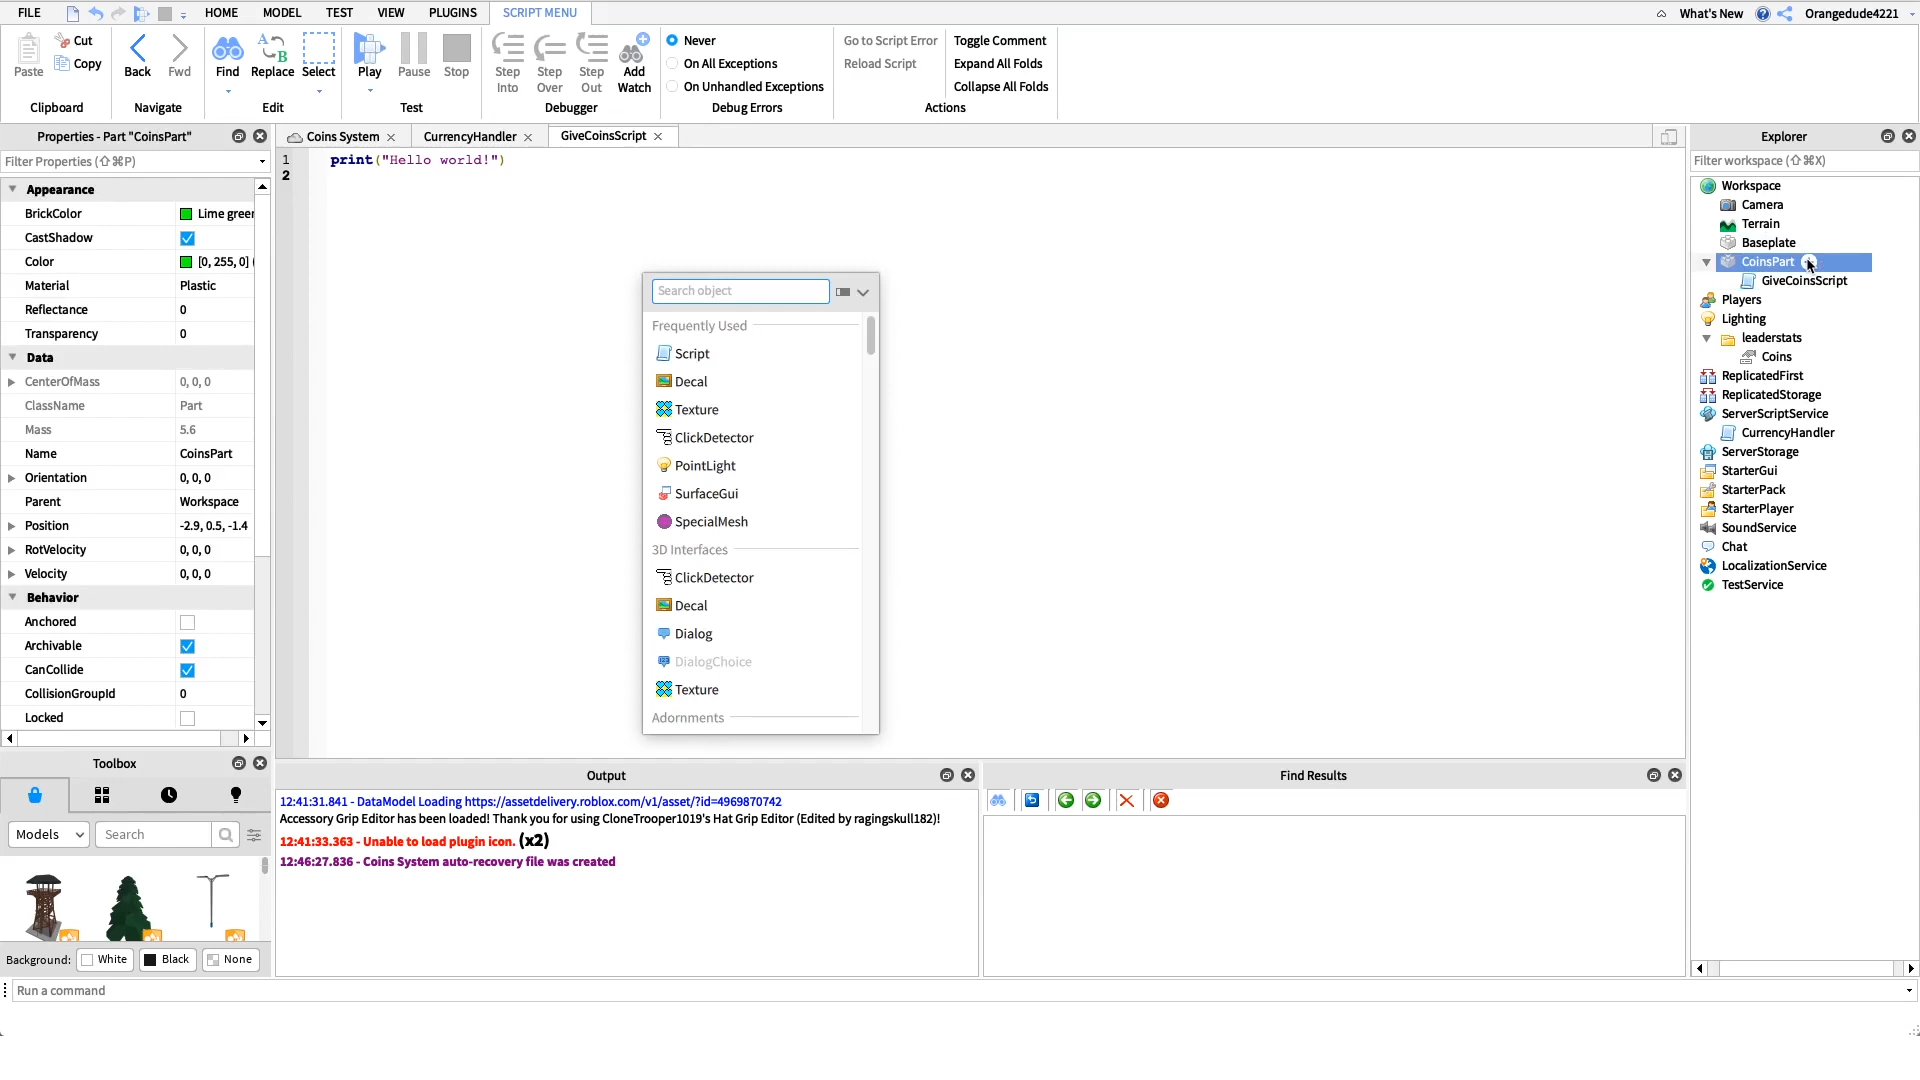 FILE HOME MODEL TEST VIEW PLUGINS SCRIPT MENU What's New Orangedude4221
Paste Cut Copy Clipboard
Back Fwd Navigate
Find Replace Select Edit
Play Pause Stop Test
Step Into Step Over Step Out Add Watch Debugger
Never
On All Exceptions
On Unhandled Exceptions
Debug Errors
Go to Script Error
Reload Script
Toggle Comment
Expand All Folds
Collapse All Folds
Actions
Properties - Part "CoinsPart"
Filter Properties (⇧⌘P)
Appearance
BrickColor Lime green
CastShadow
Color [0, 255, 0] (
Material Plastic
Reflectance 0
Transparency 0
Data
CenterOfMass 0, 0, 0
ClassName Part
Mass 5.6
Name CoinsPart
Orientation 0, 0, 0
Parent Workspace
Position -2.9, 0.5, -1.4
RotVelocity 0, 0, 0
Velocity 0, 0, 0
Behavior
Anchored
Archivable
CanCollide
CollisionGroupId 0
Locked
Toolbox
Models Search
Background: White Black None
Coins System CurrencyHandler GiveCoinsScript
1 print("Hello world!")
2
Search object
Frequently Used
Script
Decal
Texture
ClickDetector
PointLight
SurfaceGui
SpecialMesh
3D Interfaces
ClickDetector
Decal
Dialog
DialogChoice
Texture
Adornments
Output
12:41:31.841 - DataModel Loading https://assetdelivery.roblox.com/v1/asset/?id=4969870742
Accessory Grip Editor has been loaded! Thank you for using CloneTrooper1019's Hat Grip Editor (Edited by ragingskull182)!
12:41:33.363 - Unable to load plugin icon. (x2)
12:46:27.836 - Coins System auto-recovery file was created
Find Results
Explorer
Filter workspace (⇧⌘X)
Workspace
Camera
Terrain
Baseplate
CoinsPart
GiveCoinsScript
Players
Lighting
leaderstats
Coins
ReplicatedFirst
ReplicatedStorage
ServerScriptService
CurrencyHandler
ServerStorage
StarterGui
StarterPack
StarterPlayer
SoundService
Chat
LocalizationService
TestService
Run a command